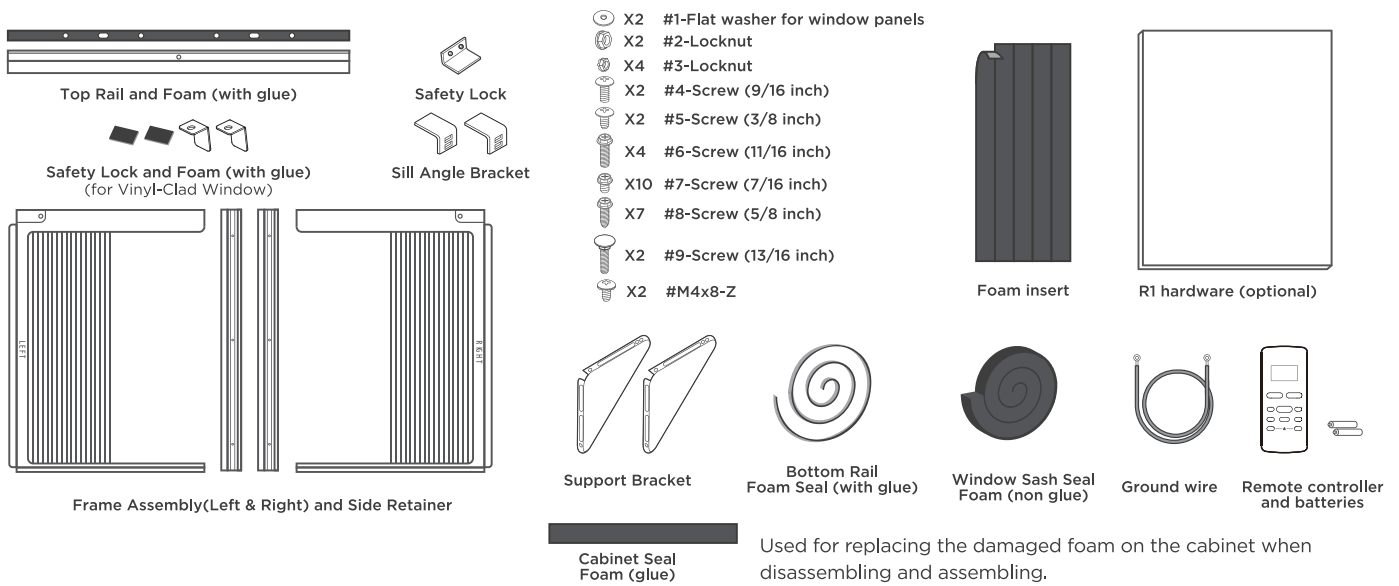 Top Rail and Foam (with glue)
Safety Lock
Safety Lock and Foam (with glue)
(for Vinyl-Clad Window)
Sill Angle Bracket
LEFT
RIGHT
Frame Assembly(Left & Right) and Side Retainer
X2 #1-Flat washer for window panels
X2 #2-Locknut
X4 #3-Locknut
X2 #4-Screw (9/16 inch)
X2 #5-Screw (3/8 inch)
X4 #6-Screw (11/16 inch)
X10 #7-Screw (7/16 inch)
X7 #8-Screw (5/8 inch)
X2 #9-Screw (13/16 inch)
X2 #M4x8-Z
Foam insert
R1 hardware (optional)
Support Bracket
Bottom Rail
Foam Seal (with glue)
Window Sash Seal
Foam (non glue)
Ground wire
Remote controller
and batteries
Cabinet Seal
Foam (glue)
Used for replacing the damaged foam on the cabinet when
disassembling and assembling.